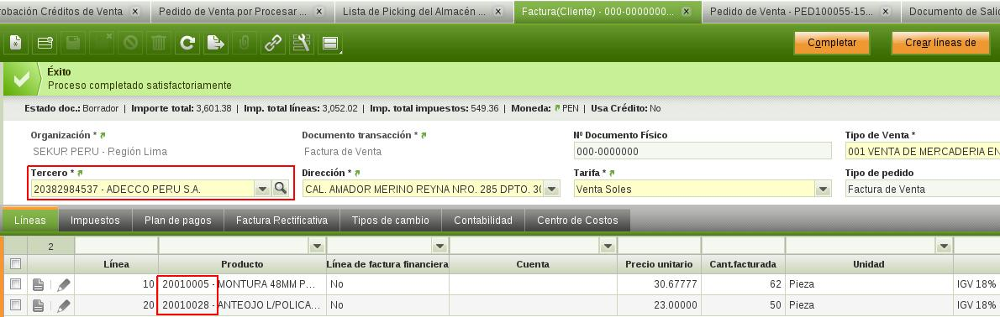 robación Créditos de Venta x Pedido de Venta por Procesar ... x Lista de Picking del Almacén ... x Factura(Cliente) - 000-0000000... x Pedido de Venta - PED100055-15... x Documento de Salid
Completar Crear líneas de
Éxito
Proceso completado satisfactoriamente
Estado doc.: Borrador | Importe total: 3,601.38 | Imp. total líneas: 3,052.02 | Imp. total impuestos: 549.36 | Moneda: PEN | Usa Crédito: No
Organización * Documento transacción * Nº Documento Físico Tipo de Venta *
SEKUR PERU - Región Lima Factura de Venta 000-0000000 001 VENTA DE MERCADERIA EN
Tercero * Dirección * Tarifa * Tipo de pedido
20382984537 - ADECCO PERU S.A. CAL. AMADOR MERINO REYNA NRO. 285 DPTO. 30( Venta Soles Factura de Venta
Líneas Impuestos Plan de pagos Factura Rectificativa Tipos de cambio Contabilidad Centro de Costos
2
Línea Producto Línea de factura financiera Cuenta Precio unitario Cant.facturada Unidad
10 20010005 - MONTURA 48MM P... No 30.67777 62 Pieza IGV 18%
20 20010028 - ANTEOJO L/POLICA... No 23.00000 50 Pieza IGV 18%